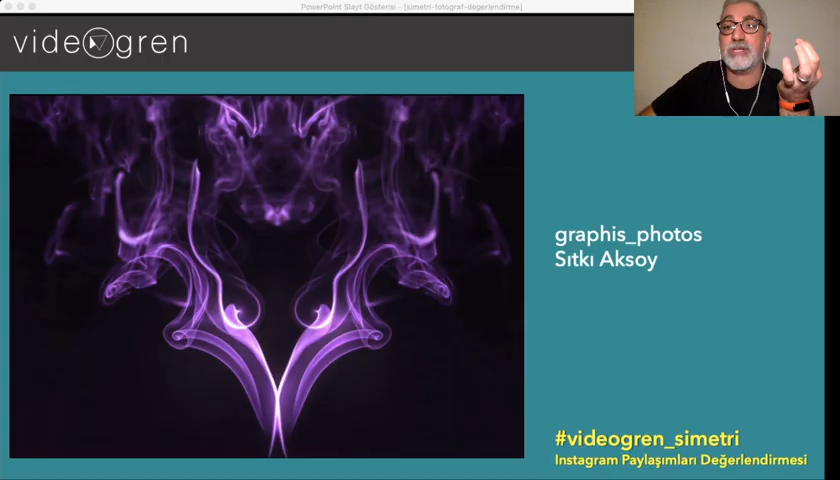 PowerPoint Slayt Gösterisi - [simetri-fotograf-degerlendirme]
videogren
graphis_photos
Sıtkı Aksoy
#videogren_simetri
Instagram Paylaşımları Değerlendirmesi